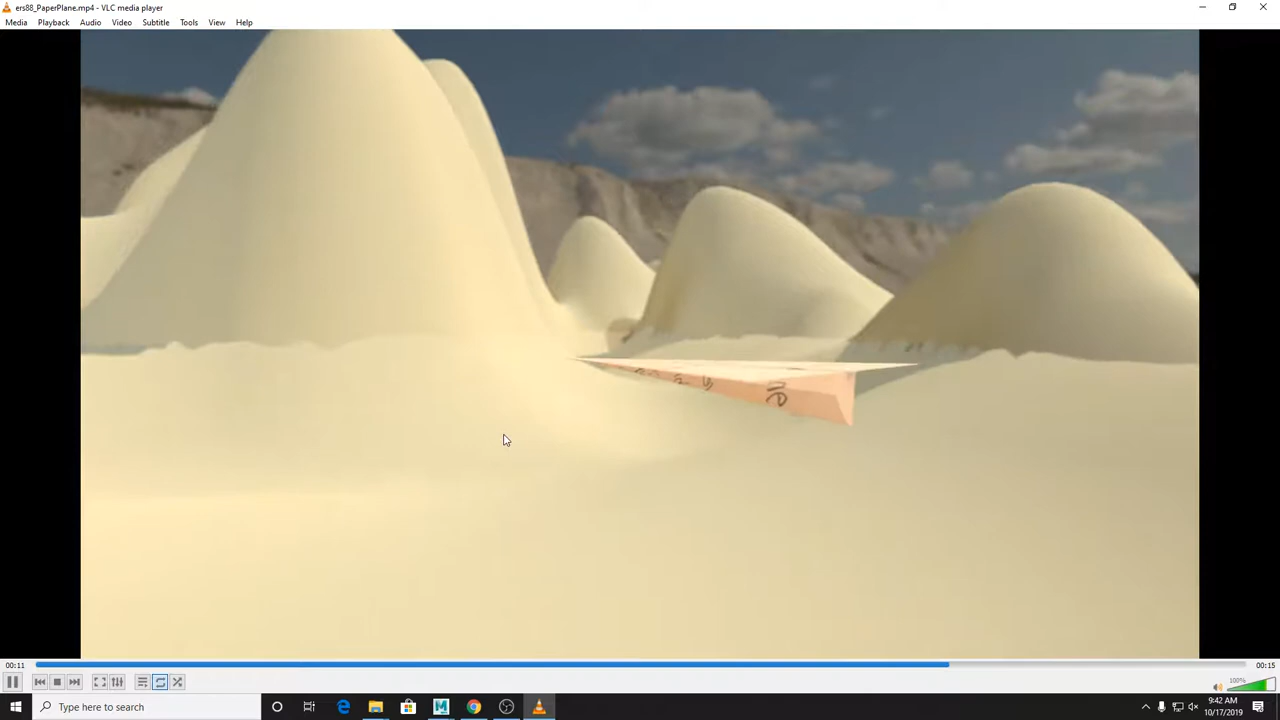 ers88_PaperPlane.mp4 - VLC media player
Media Playback Audio Video Subtitle Tools View Help
00:11
00:15
100%
Type here to search
9:42 AM
10/17/2019